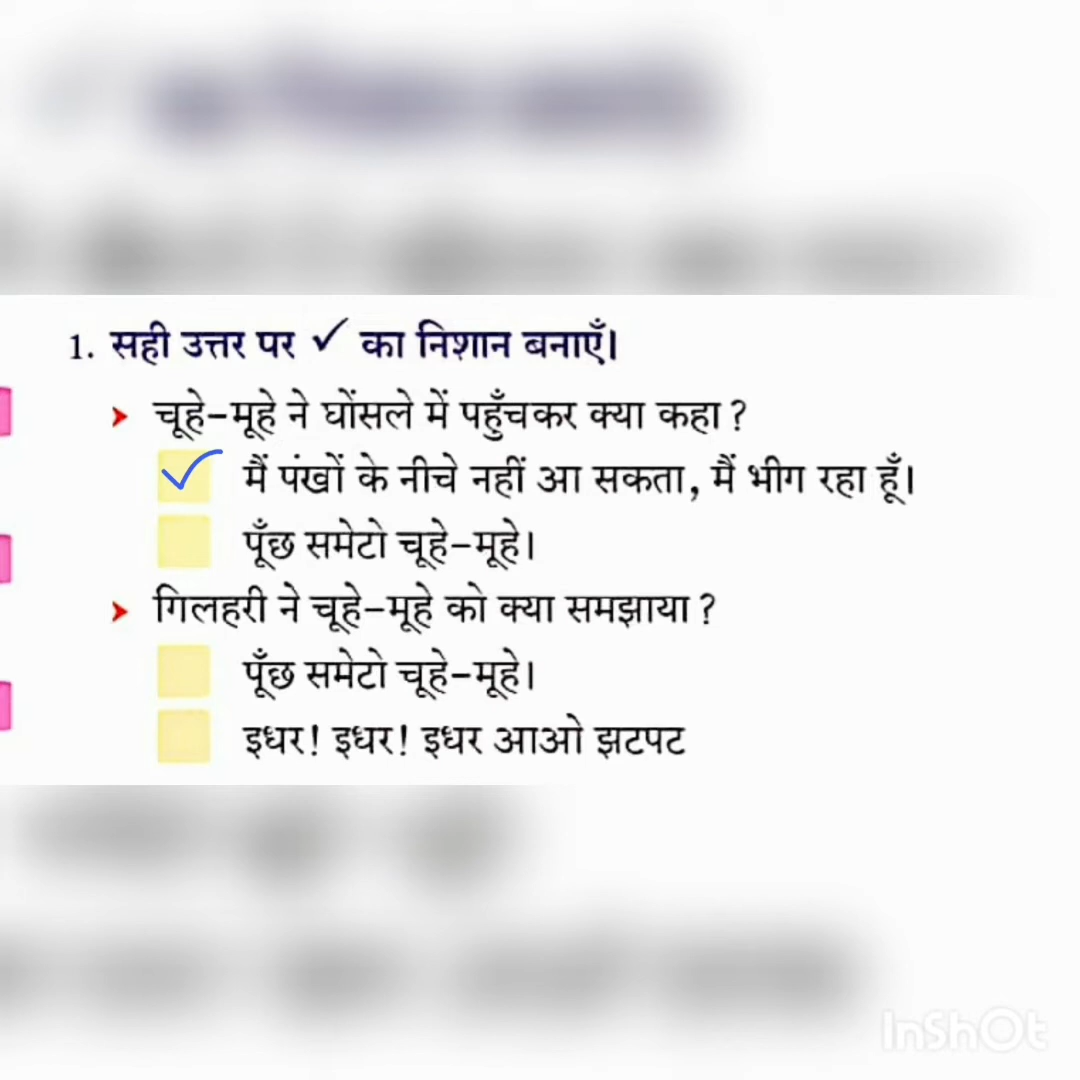 1. सही उत्तर पर ✓ का निशान बनाएँ।
➤ चूहे-मूहे ने घोंसले में पहुँचकर क्या कहा?
✓ मैं पंखों के नीचे नहीं आ सकता, मैं भीग रहा हूँ।
पूँछ समेटो चूहे-मूहे।
➤ गिलहरी ने चूहे-मूहे को क्या समझाया?
पूँछ समेटो चूहे-मूहे।
इधर! इधर! इधर आओ झटपट
InShOt